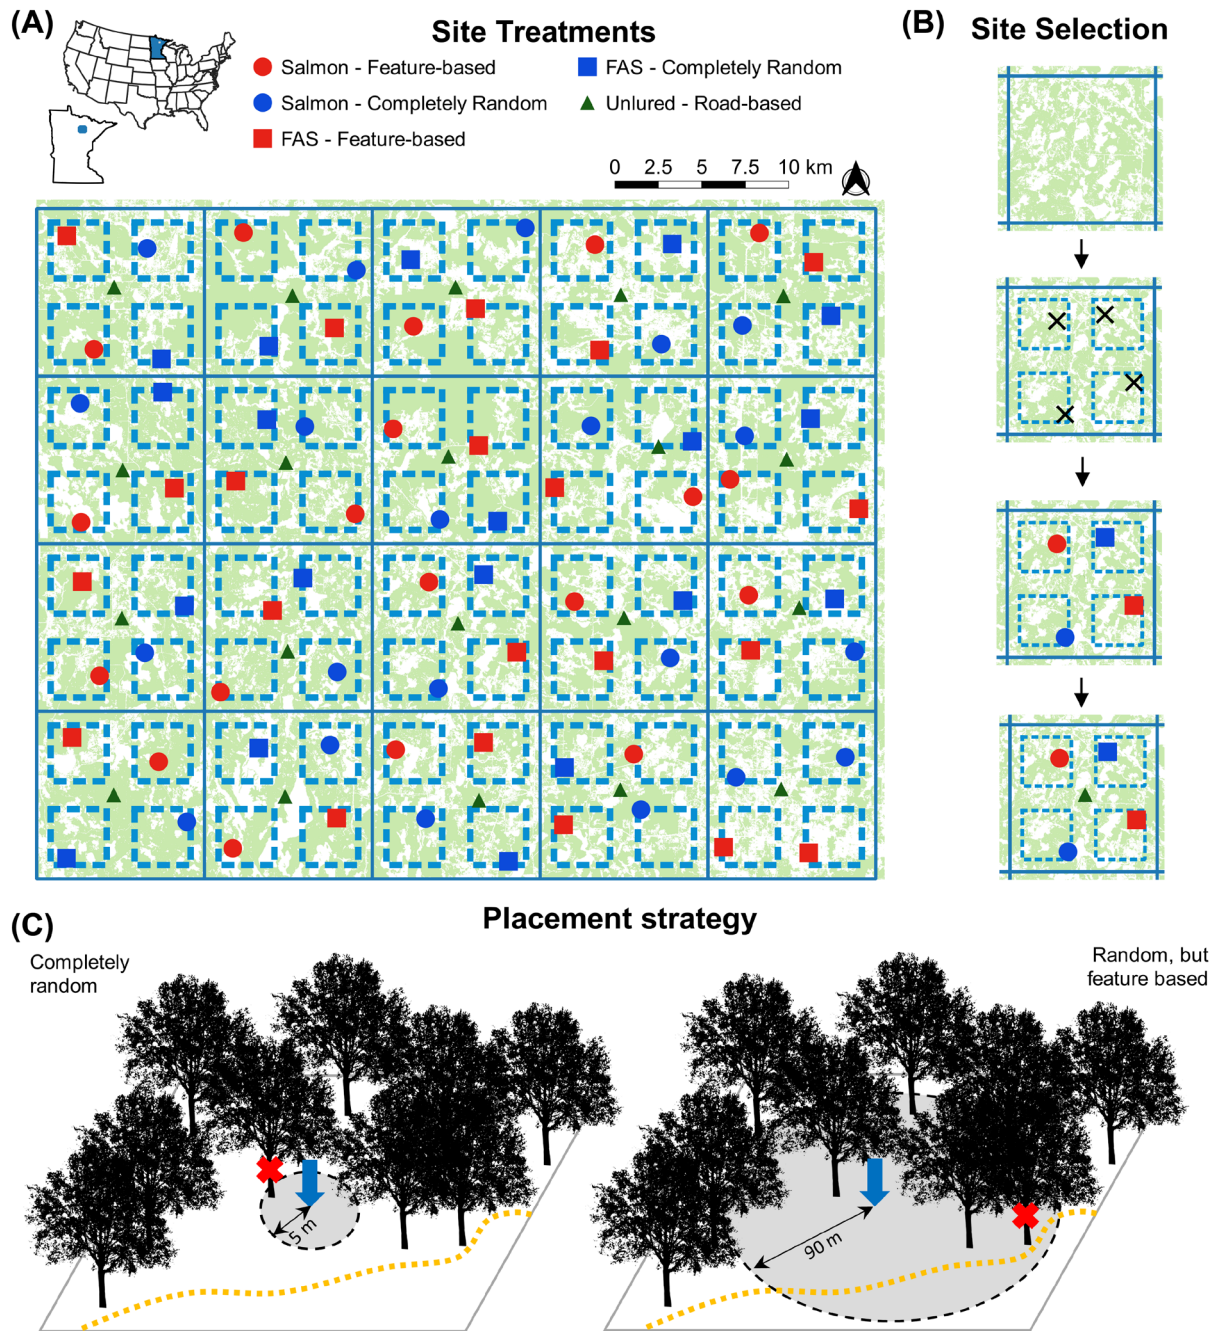 (A)
Site Treatments
Salmon - Feature-based
Salmon - Completely Random
FAS - Feature-based
FAS - Completely Random
Unlured - Road-based
0 2.5 5 7.5 10 km
(B)
Site Selection
(C)
Placement strategy
Completely
random
5 m
Random, but
feature based
90 m